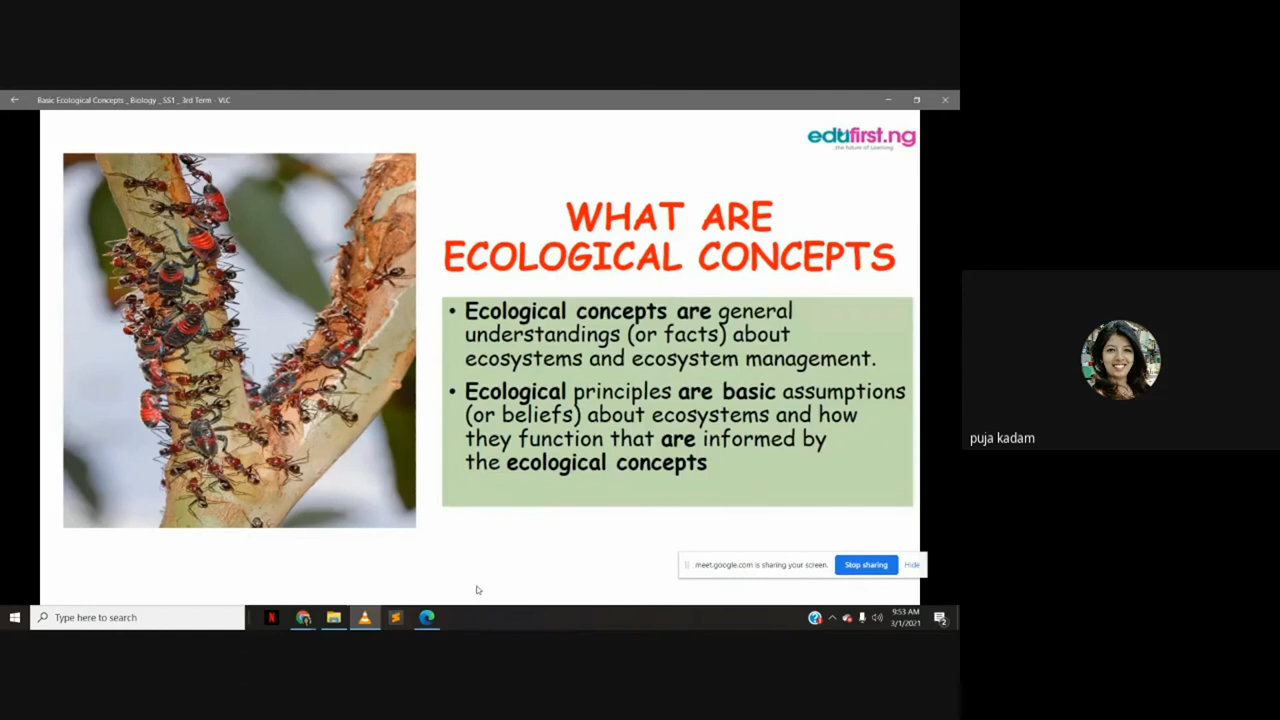 Basic Ecological Concepts _ Biology _ SS1 _ 3rd Term - VLC
edufirst.ng
...the future of Learning
WHAT ARE
ECOLOGICAL CONCEPTS
• Ecological concepts are general
understandings (or facts) about
ecosystems and ecosystem management.
• Ecological principles are basic assumptions
(or beliefs) about ecosystems and how
they function that are informed by
the ecological concepts
puja kadam
meet.google.com is sharing your screen.
Stop sharing
Hide
Type here to search
N
9:53 AM
3/1/2021
2